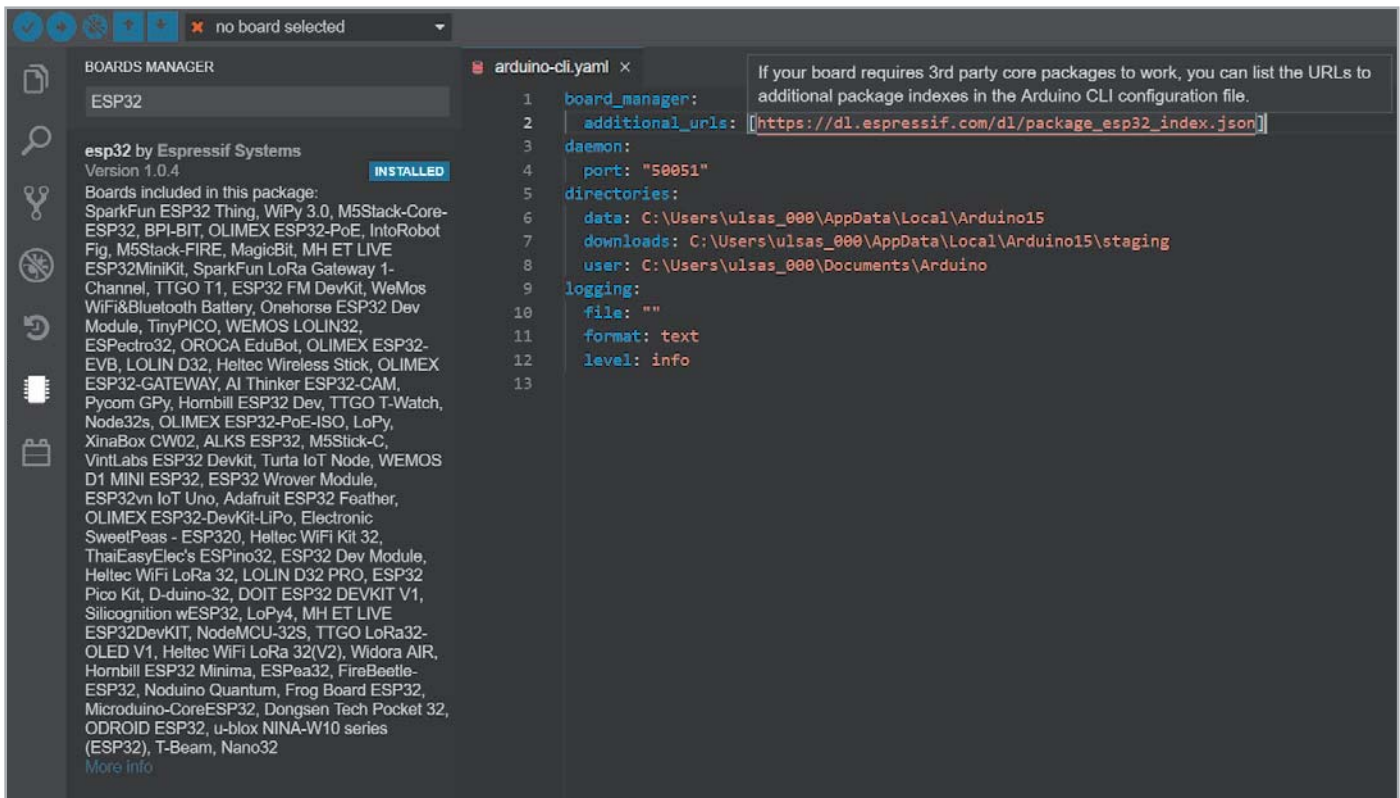 no board selected
BOARDS MANAGER
ESP32
esp32 by Espressif Systems
Version 1.0.4
INSTALLED
Boards included in this package:
SparkFun ESP32 Thing, WiPy 3.0, M5Stack-Core-
ESP32, BPI-BIT, OLIMEX ESP32-PoE, IntoRobot
Fig, M5Stack-FIRE, MagicBit, MH ET LIVE
ESP32MiniKit, SparkFun LoRa Gateway 1-
Channel, TTGO T1, ESP32 FM DevKit, WeMos
WiFi&Bluetooth Battery, Onehorse ESP32 Dev
Module, TinyPICO, WEMOS LOLIN32,
ESPectro32, OROCA EduBot, OLIMEX ESP32-
EVB, LOLIN D32, Heltec Wireless Stick, OLIMEX
ESP32-GATEWAY, AI Thinker ESP32-CAM,
Pycom GPy, Hornbill ESP32 Dev, TTGO T-Watch,
Node32s, OLIMEX ESP32-PoE-ISO, LoPy,
XinaBox CW02, ALKS ESP32, M5Stick-C,
VintLabs ESP32 Devkit, Turta IoT Node, WEMOS
D1 MINI ESP32, ESP32 Wrover Module,
ESP32vn IoT Uno, Adafruit ESP32 Feather,
OLIMEX ESP32-DevKit-LiPo, Electronic
SweetPeas - ESP320, Heltec WiFi Kit 32,
ThaiEasyElec's ESPino32, ESP32 Dev Module,
Heltec WiFi LoRa 32, LOLIN D32 PRO, ESP32
Pico Kit, D-duino-32, DOIT ESP32 DEVKIT V1,
Silicognition wESP32, LoPy4, MH ET LIVE
ESP32DevKIT, NodeMCU-32S, TTGO LoRa32-
OLED V1, Heltec WiFi LoRa 32(V2), Widora AIR,
Hornbill ESP32 Minima, ESPea32, FireBeetle-
ESP32, Noduino Quantum, Frog Board ESP32,
Microduino-CoreESP32, Dongsen Tech Pocket 32,
ODROID ESP32, u-blox NINA-W10 series
(ESP32), T-Beam, Nano32
More info
arduino-cli.yaml ×
If your board requires 3rd party core packages to work, you can list the URLs to
additional package indexes in the Arduino CLI configuration file.
1 board_manager:
2 additional_urls: [https://dl.espressif.com/dl/package_esp32_index.json]
3 daemon:
4 port: "50051"
5 directories:
6 data: C:\Users\ulsas_000\AppData\Local\Arduino15
7 downloads: C:\Users\ulsas_000\AppData\Local\Arduino15\staging
8 user: C:\Users\ulsas_000\Documents\Arduino
9 logging:
10 file: ""
11 format: text
12 level: info
13